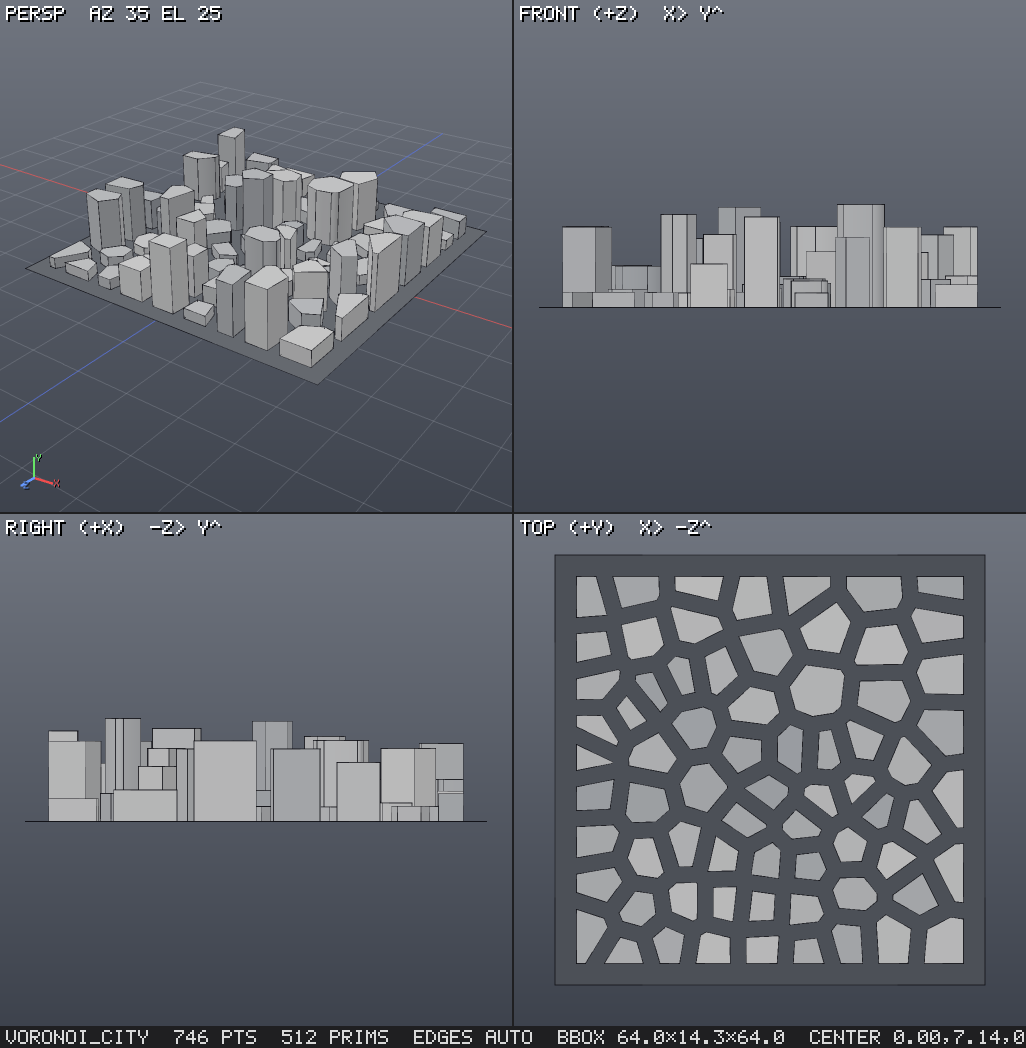 PERSP  AZ 35 EL 25
FRONT (+Z)  X> Y^
Y
X
Z
RIGHT (+X)  -Z> Y^
TOP (+Y)  X> -Z^
VORONOI_CITY  746 PTS  512 PRIMS  EDGES AUTO  BBOX 64.0×14.3×64.0  CENTER 0.00,7.14,0